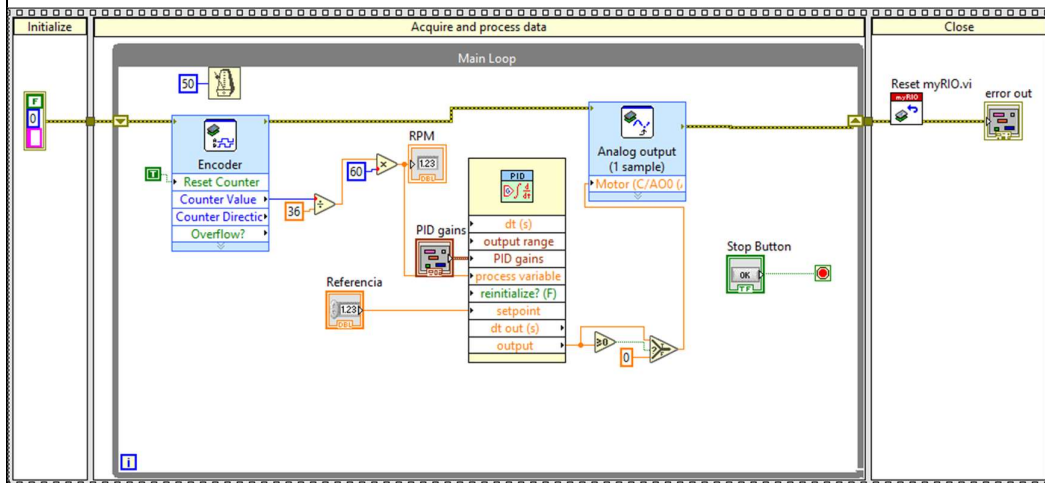 Initialize
Acquire and process data
Close
Main Loop
F
0
50
Encoder
Reset Counter
Counter Value
Counter Directic
Overflow?
T
36
÷
60
×
RPM
1.23
DBL
PID gains
Referencia
1.23
DBL
PID
dt (s)
output range
PID gains
process variable
reinitialize? (F)
setpoint
dt out (s)
output
≥0
0
?
Analog output
(1 sample)
Motor (C/AO0 (
Stop Button
OK
TF
Reset myRIO.vi
myRIO
error out
i